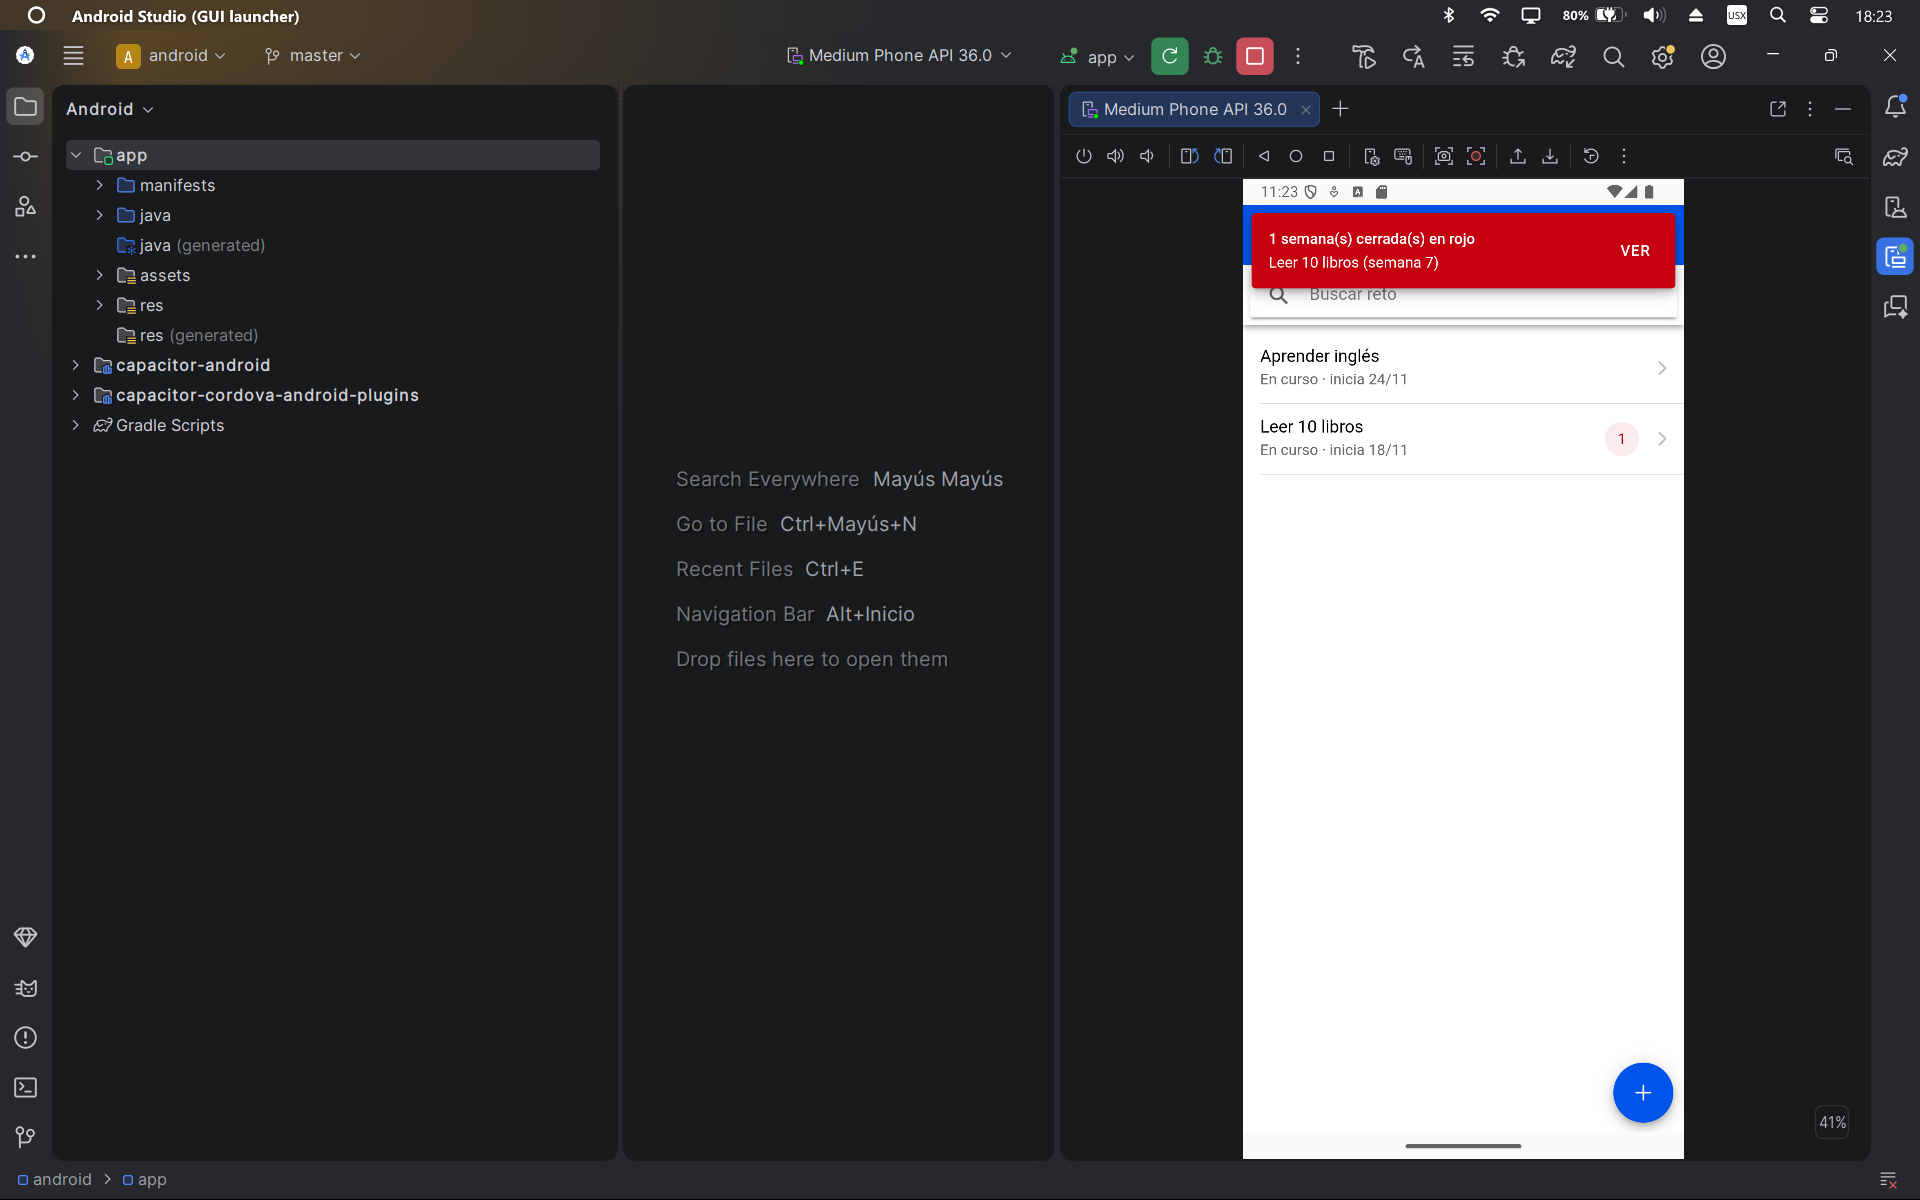 Android Studio (GUI launcher)
80%
USX
18:23
A android
master
Medium Phone API 36.0
app
Android
app
manifests
java
java (generated)
assets
res
res (generated)
capacitor-android
capacitor-cordova-android-plugins
Gradle Scripts
Search Everywhere Mayús Mayús
Go to File Ctrl+Mayús+N
Recent Files Ctrl+E
Navigation Bar Alt+Inicio
Drop files here to open them
Medium Phone API 36.0
11:23
1 semana(s) cerrada(s) en rojo
Leer 10 libros (semana 7)
VER
Buscar reto
Aprender inglés
En curso · inicia 24/11
Leer 10 libros
En curso · inicia 18/11
1
41%
android
app